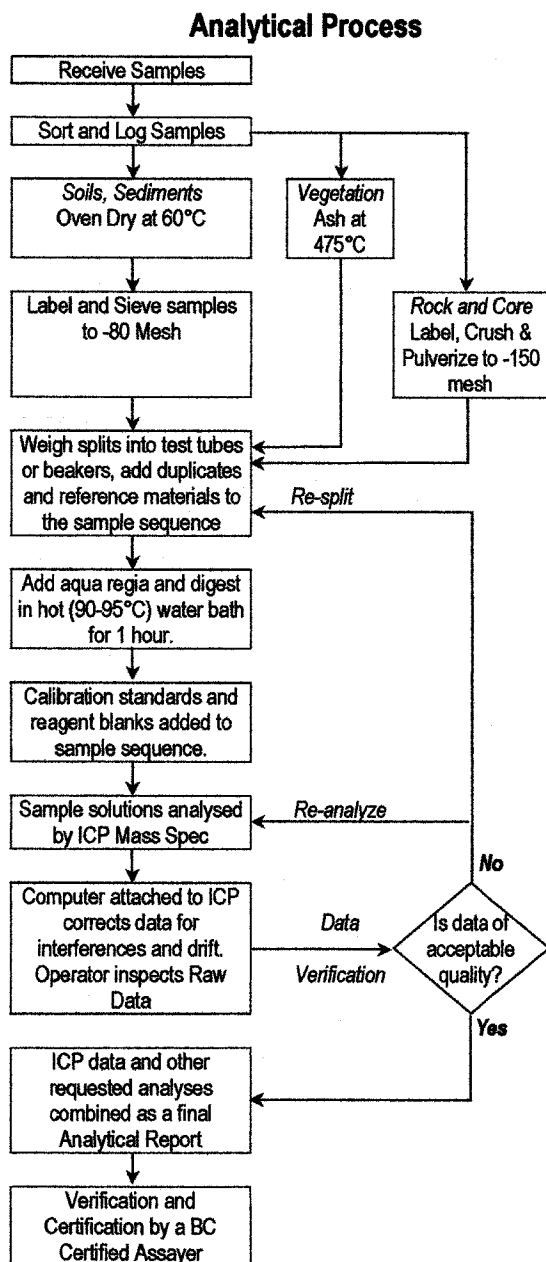 Analytical Process
Receive Samples
Sort and Log Samples
Soils, Sediments
Oven Dry at 60°C
Vegetation
Ash at
475°C
Label and Sieve samples
to -80 Mesh
Rock and Core
Label, Crush &
Pulverize to -150
mesh
Weigh splits into test tubes
or beakers, add duplicates
and reference materials to
the sample sequence
Re-split
Add aqua regia and digest
in hot (90-95°C) water bath
for 1 hour.
Calibration standards and
reagent blanks added to
sample sequence.
Sample solutions analysed
by ICP Mass Spec
Re-analyze
No
Computer attached to ICP
corrects data for
interferences and drift.
Operator inspects Raw
Data
Data
Verification
Is data of
acceptable
quality?
Yes
ICP data and other
requested analyses
combined as a final
Analytical Report
Verification and
Certification by a BC
Certified Assayer